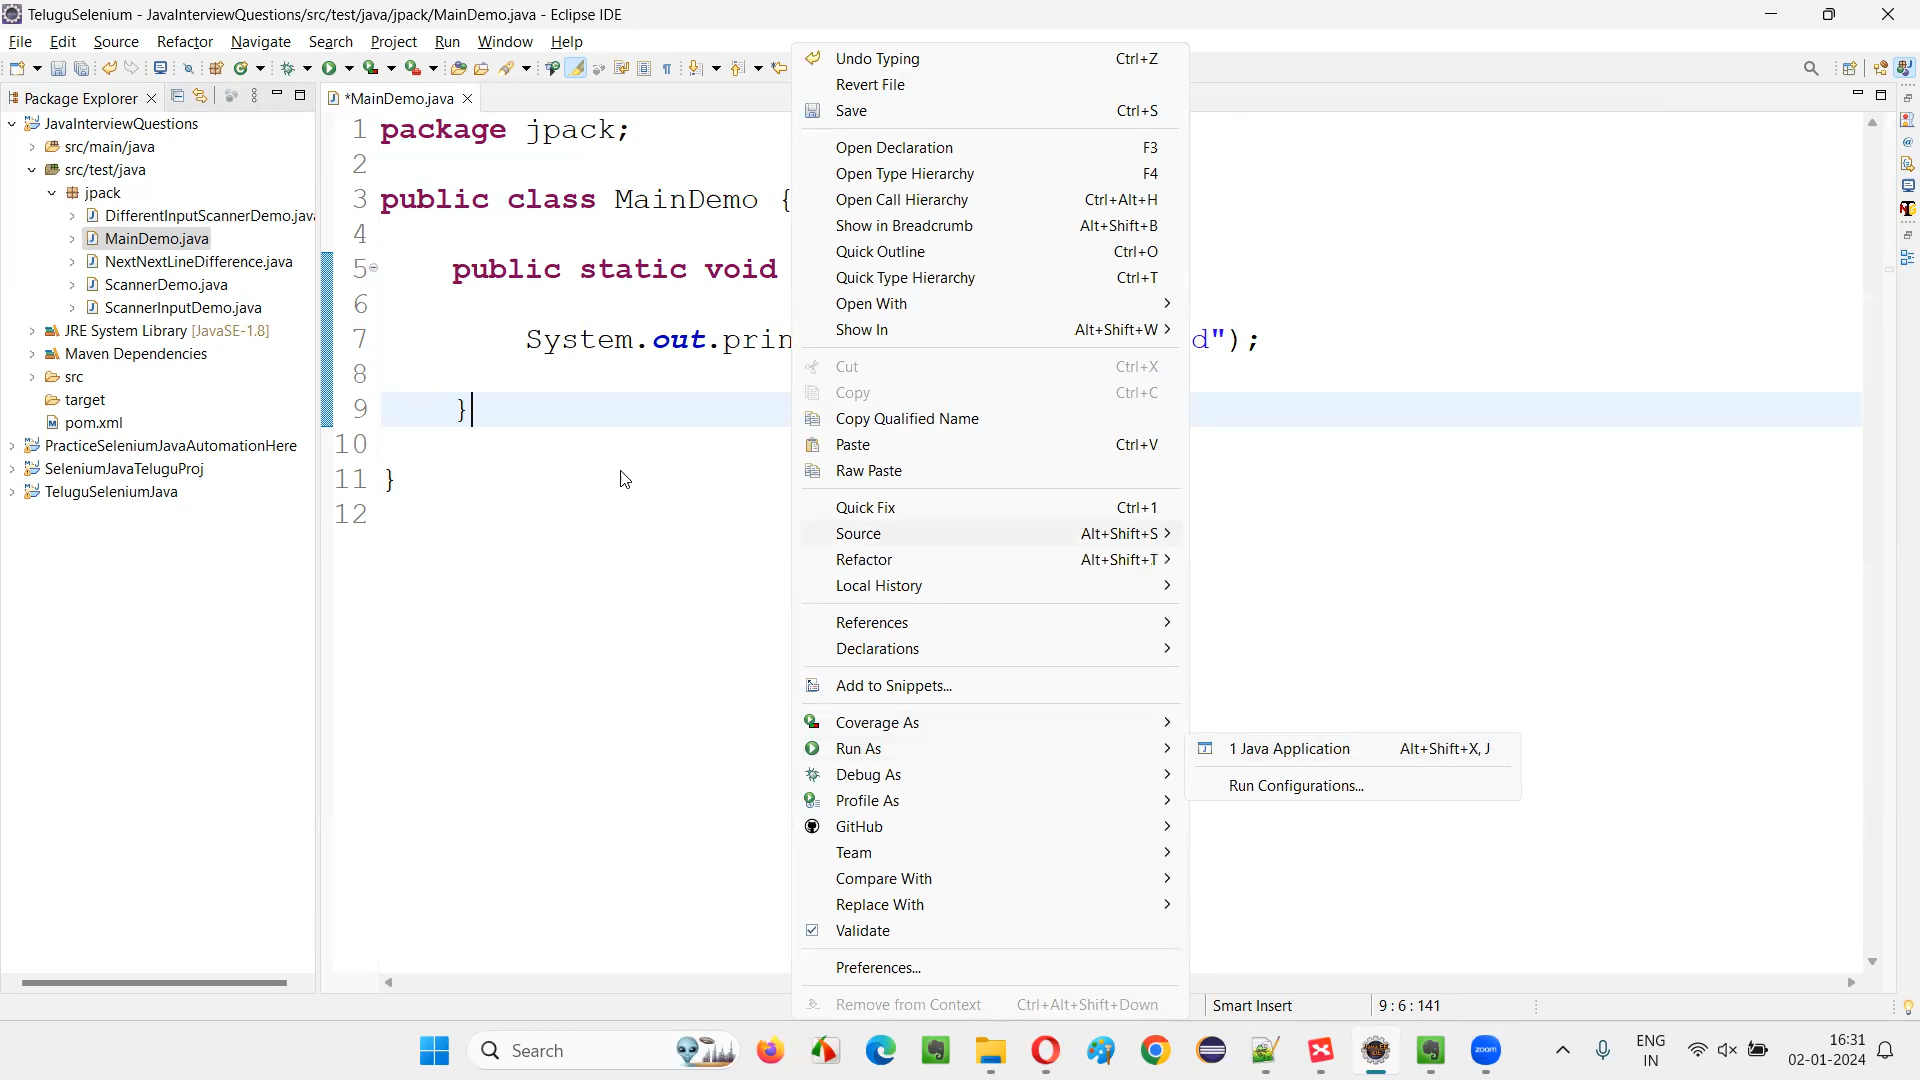 TeluguSelenium - JavaInterviewQuestions/src/test/java/jpack/MainDemo.java - Eclipse IDE
File Edit Source Refactor Navigate Search Project Run Window Help
Package Explorer
JavaInterviewQuestions
src/main/java
src/test/java
jpack
DifferentInputScannerDemo.java
MainDemo.java
NextNextLineDifference.java
ScannerDemo.java
ScannerInputDemo.java
JRE System Library [JavaSE-1.8]
Maven Dependencies
src
target
pom.xml
PracticeSeleniumJavaAutomationHere
SeleniumJavaTeluguProj
TeluguSeleniumJava
*MainDemo.java
1 package jpack;
2
3 public class MainDemo {
4
5 public static void
6
7 System.out.prin d");
8
9 }
10
11 }
12
Undo Typing Ctrl+Z
Revert File
Save Ctrl+S
Open Declaration F3
Open Type Hierarchy F4
Open Call Hierarchy Ctrl+Alt+H
Show in Breadcrumb Alt+Shift+B
Quick Outline Ctrl+O
Quick Type Hierarchy Ctrl+T
Open With
Show In Alt+Shift+W
Cut Ctrl+X
Copy Ctrl+C
Copy Qualified Name
Paste Ctrl+V
Raw Paste
Quick Fix Ctrl+1
Source Alt+Shift+S
Refactor Alt+Shift+T
Local History
References
Declarations
Add to Snippets...
Coverage As
Run As
Debug As
Profile As
GitHub
Team
Compare With
Replace With
Validate
Preferences...
Remove from Context Ctrl+Alt+Shift+Down
1 Java Application Alt+Shift+X, J
Run Configurations...
Smart Insert 9 : 6 : 141
Search
zoom
ENG
IN
16:31
02-01-2024